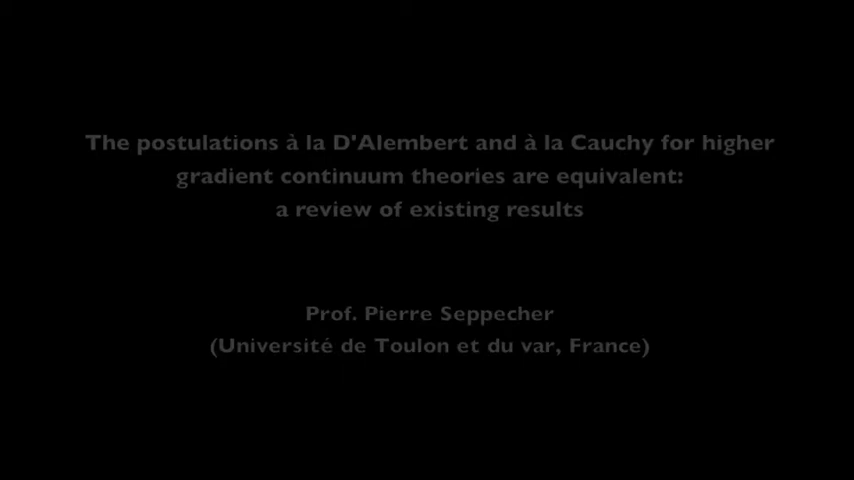 The postulations à la D'Alembert and à la Cauchy for higher
gradient continuum theories are equivalent:
a review of existing results
Prof. Pierre Seppecher
(Université de Toulon et du var, France)